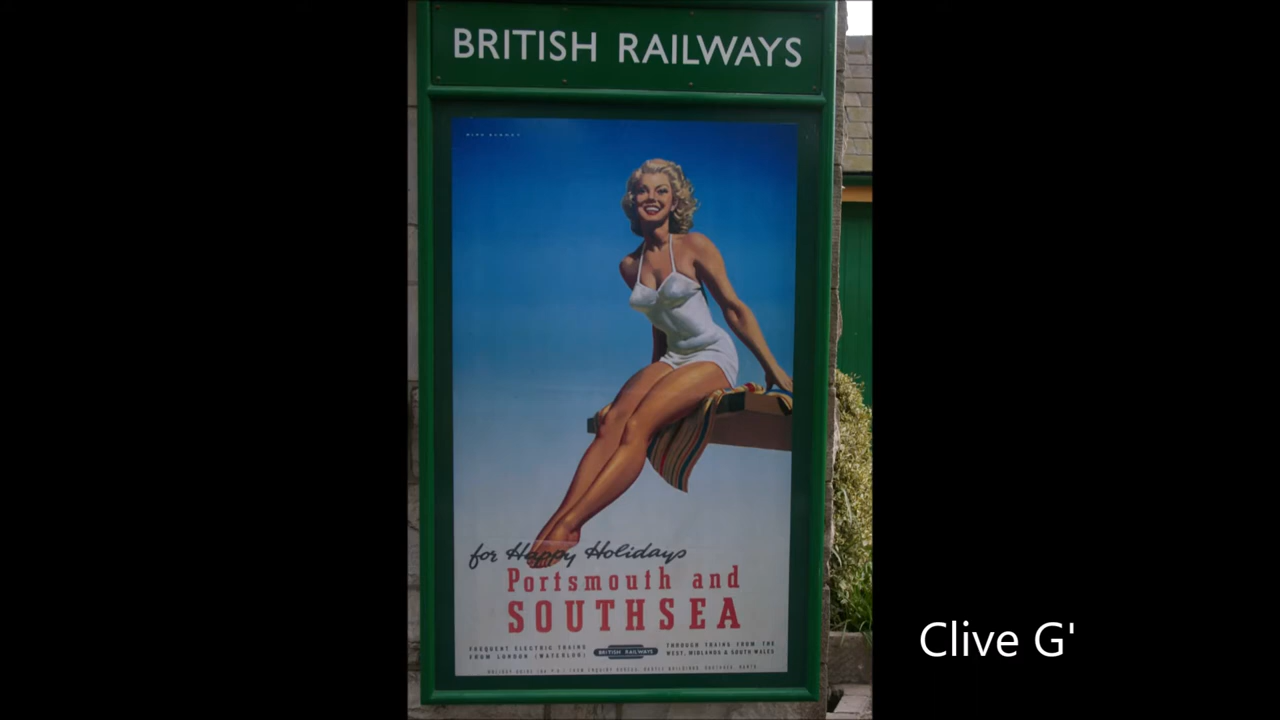 BRITISH RAILWAYS
for Happy Holidays
Portsmouth and
SOUTHSEA
FREQUENT ELECTRIC TRAINS
FROM LONDON (WATERLOO)
BRITISH RAILWAYS
THROUGH TRAINS FROM THE
WEST, MIDLANDS & SOUTH WALES
Clive G'